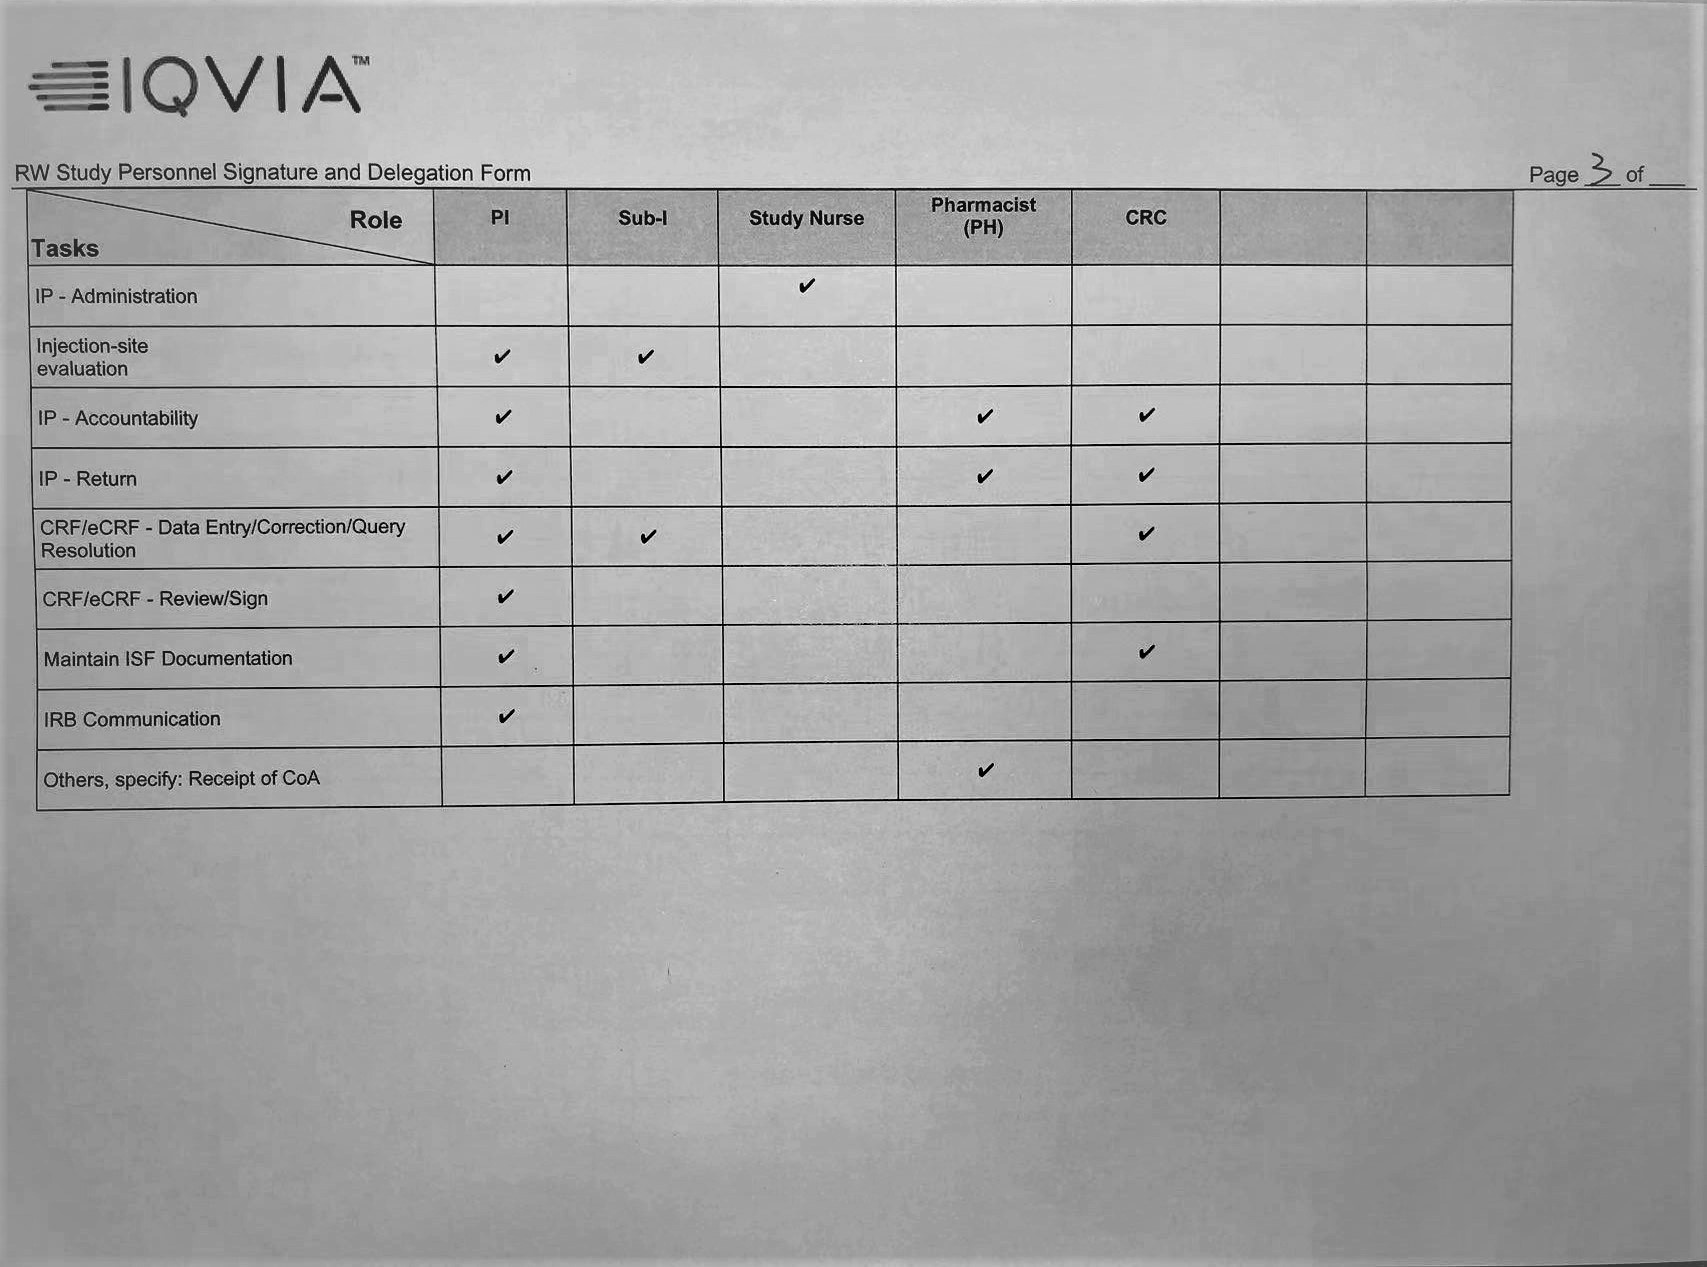 IQVIA™
RW Study Personnel Signature and Delegation Form
Page 3 of __
Role
Tasks
PI
Sub-I
Study Nurse
Pharmacist
(PH)
CRC
IP - Administration ✔
Injection-site
evaluation ✔ ✔
IP - Accountability ✔ ✔ ✔
IP - Return ✔ ✔ ✔
CRF/eCRF - Data Entry/Correction/Query
Resolution ✔ ✔ ✔
CRF/eCRF - Review/Sign ✔
Maintain ISF Documentation ✔ ✔
IRB Communication ✔
Others, specify: Receipt of CoA ✔